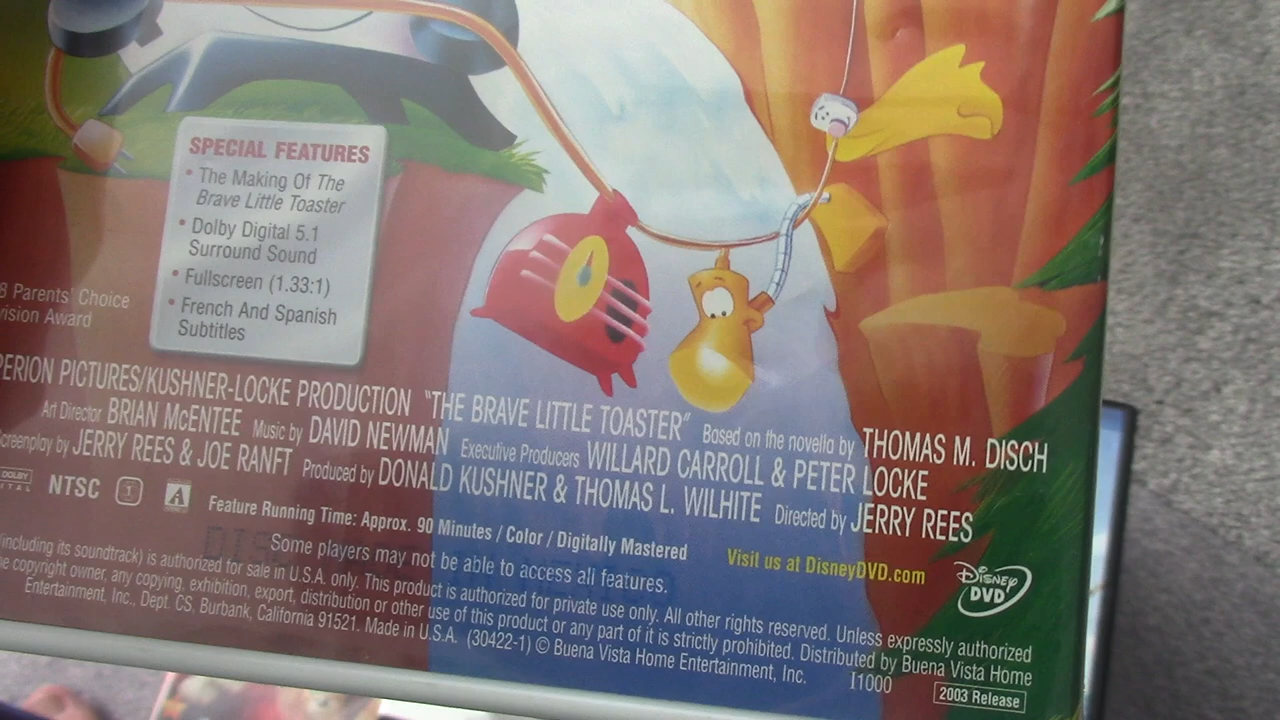 SPECIAL FEATURES
• The Making Of The
Brave Little Toaster
• Dolby Digital 5.1
Surround Sound
• Fullscreen (1.33:1)
• French And Spanish
Subtitles
8 Parents' Choice
vision Award
PERION PICTURES/KUSHNER-LOCKE PRODUCTION "THE BRAVE LITTLE TOASTER" Based on the novella by THOMAS M. DISCH
Art Director BRIAN McENTEE Music by DAVID NEWMAN Executive Producers WILLARD CARROLL & PETER LOCKE
creenplay by JERRY REES & JOE RANFT Produced by DONALD KUSHNER & THOMAS L. WILHITE Directed by JERRY REES
DOLBY
ITAL NTSC T A
Feature Running Time: Approx. 90 Minutes / Color / Digitally Mastered
Some players may not be able to access all features.
Visit us at DisneyDVD.com
DISNEY
DVD
(including its soundtrack) is authorized for sale in U.S.A. only. This product is authorized for private use only. All other rights reserved. Unless expressly authorized
e copyright owner, any copying, exhibition, export, distribution or other use of this product or any part of it is strictly prohibited. Distributed by Buena Vista Home
Entertainment, Inc., Dept. CS, Burbank, California 91521. Made in U.S.A. (30422-1) © Buena Vista Home Entertainment, Inc. I1000
2003 Release